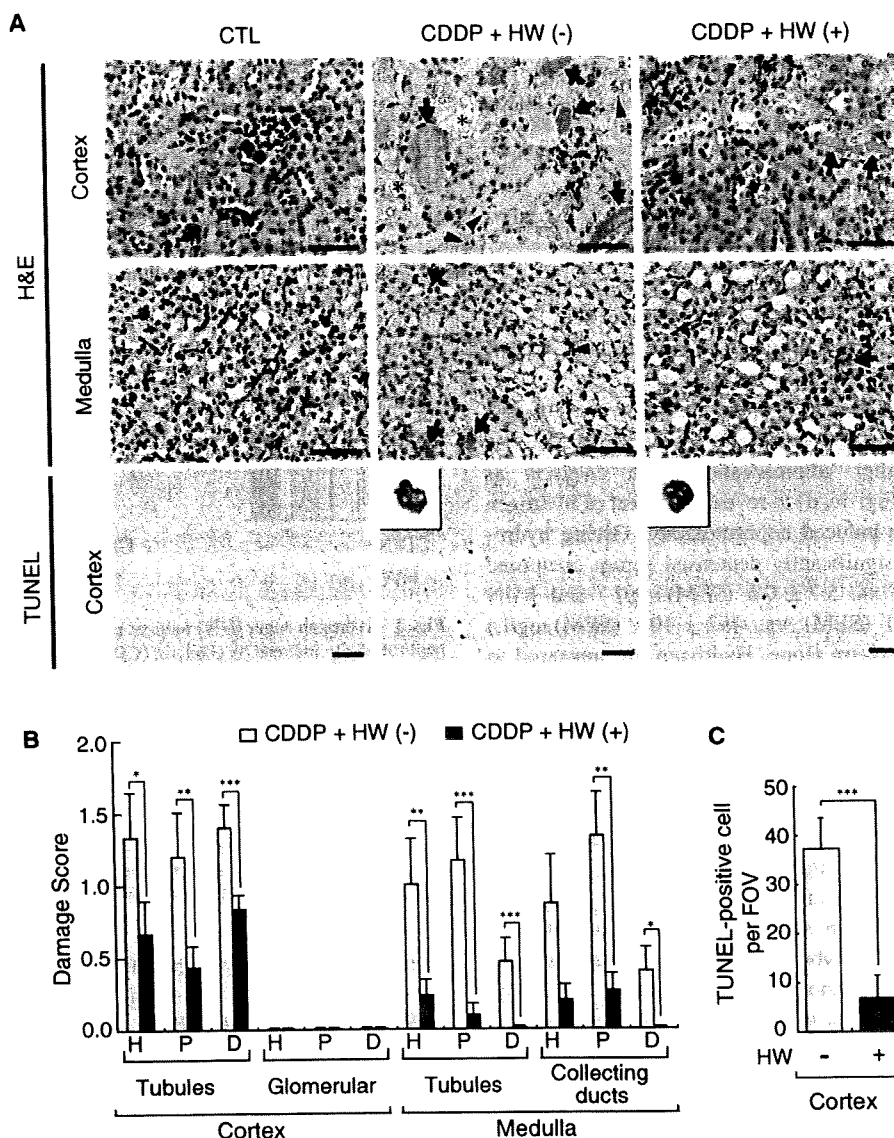 A
CTL CDDP + HW (-) CDDP + HW (+)
H&E
Cortex
Medulla
TUNEL
Cortex
B
CDDP + HW (-) CDDP + HW (+)
Damage Score
2.0
1.5
1.0
0.5
0.0
* ** *** ** *** *** ** *
H P D H P D H P D H P D
Tubules Glomerular Tubules Collecting ducts
Cortex Medulla
C
TUNEL-positive cell
per FOV
50
40
30
20
10
0
***
HW - +
Cortex